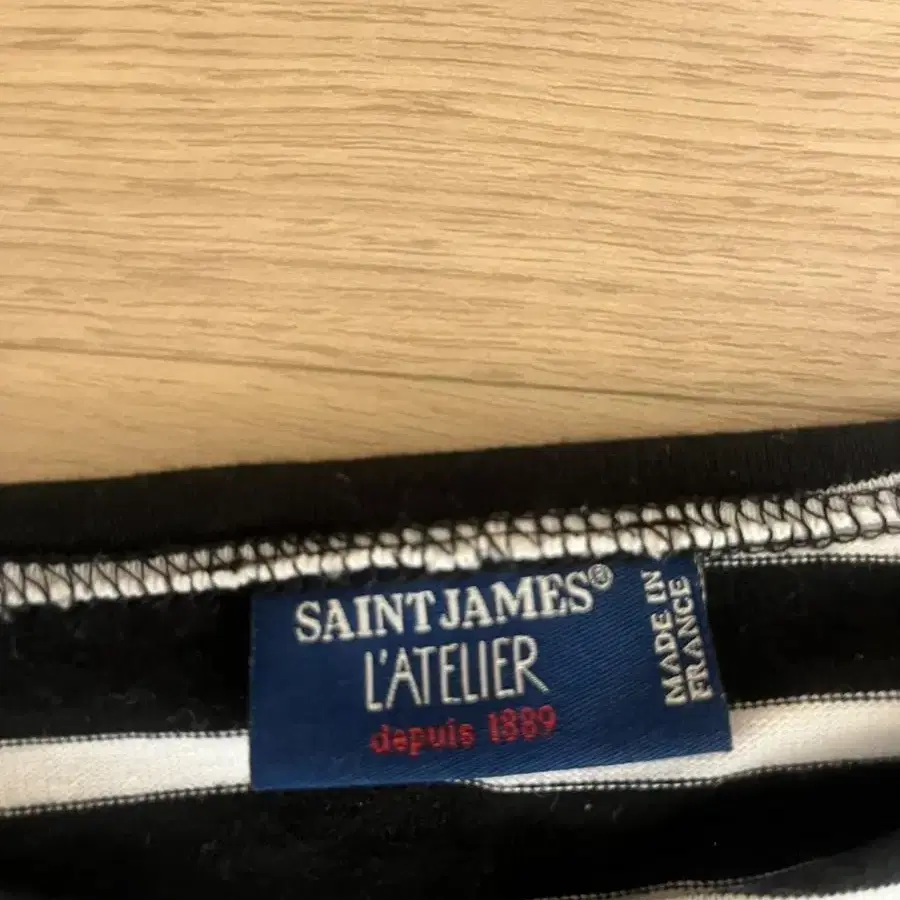 SAINT JAMES®
L'ATELIER
depuis 1889
MADE IN
FRANCE